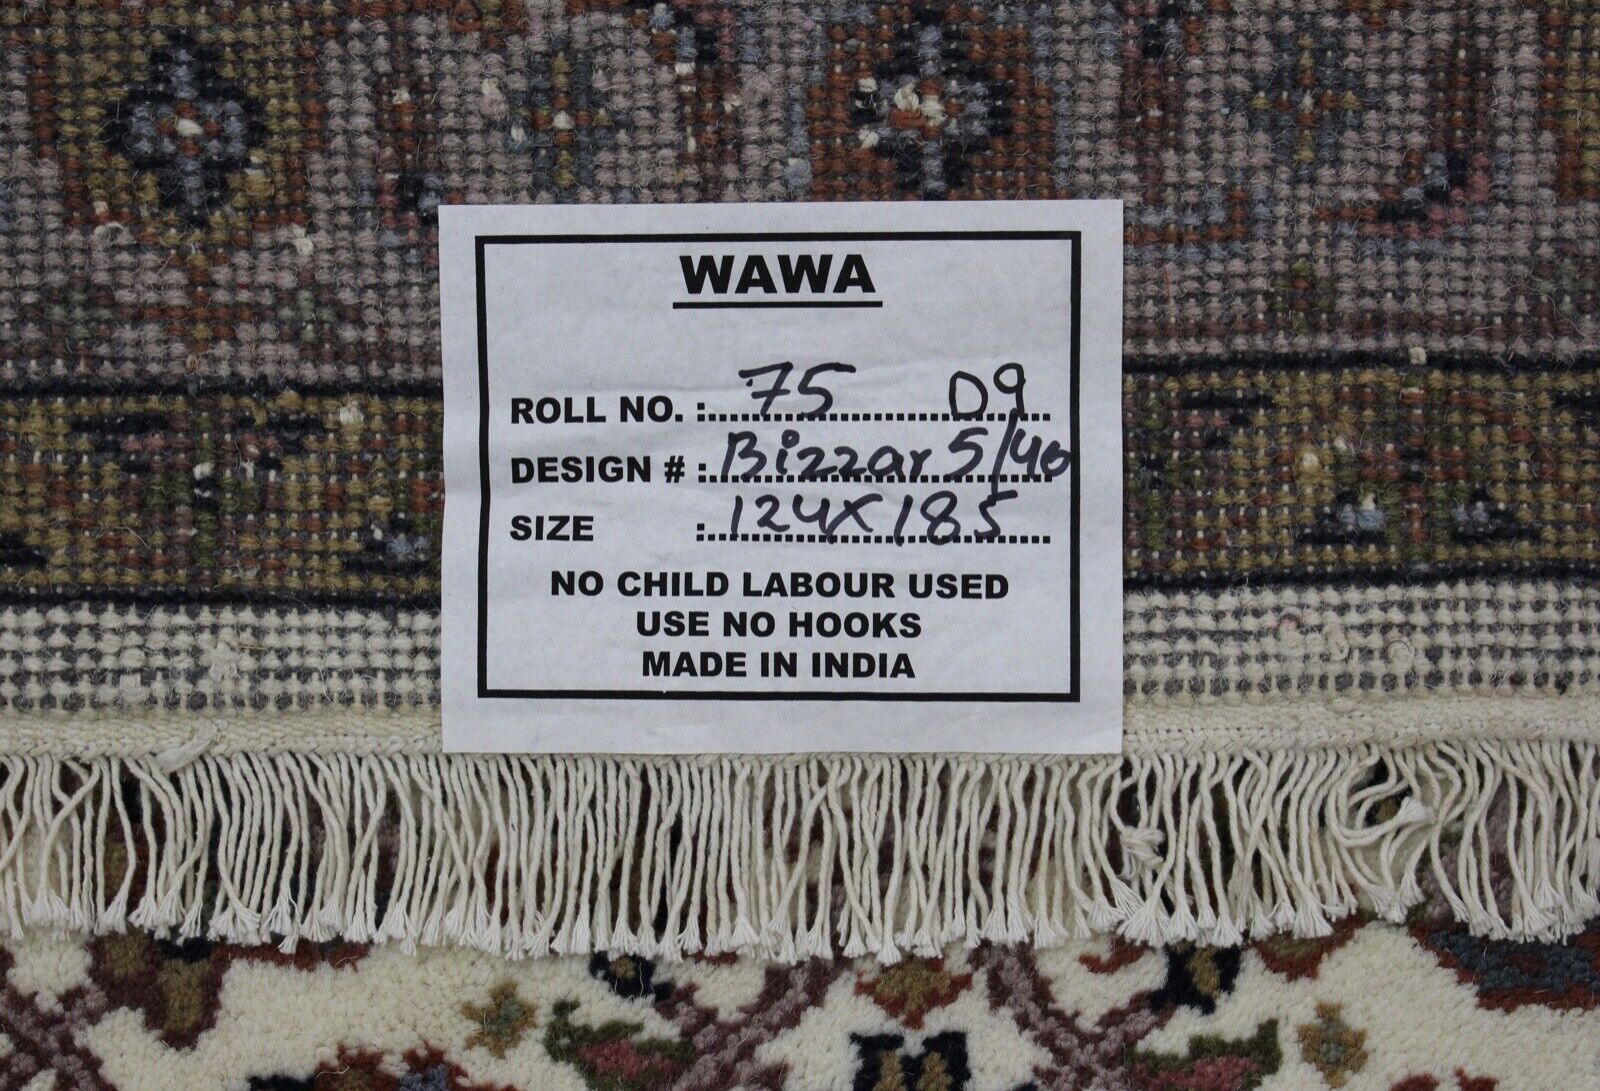 WAWA
ROLL NO. : 75 09
DESIGN # : Bizzar 5/40
SIZE : 124X185
NO CHILD LABOUR USED
USE NO HOOKS
MADE IN INDIA